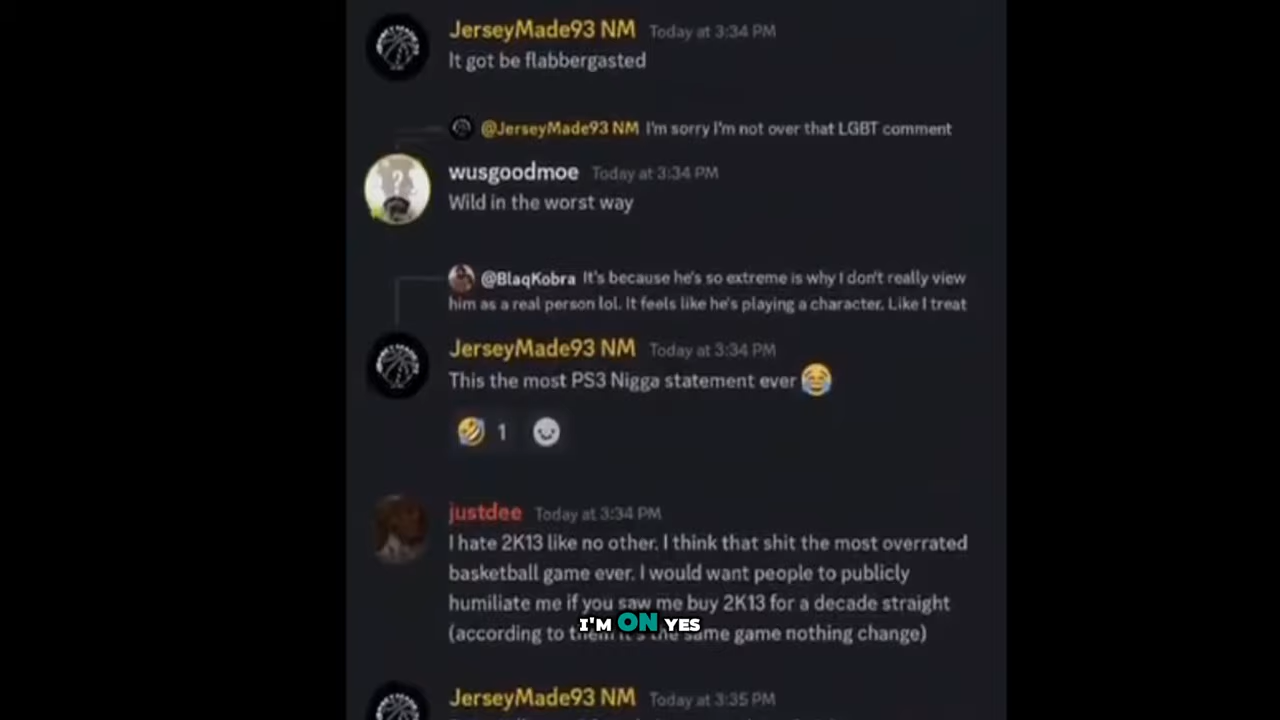 JerseyMade93 NM Today at 3:34 PM
It got be flabbergasted
@JerseyMade93 NM I'm sorry I'm not over that LGBT comment
wusgoodmoe Today at 3:34 PM
Wild in the worst way
@BlaqKobra It's because he's so extreme is why I don't really view
him as a real person lol. It feels like he's playing a character. Like I treat
JerseyMade93 NM Today at 3:34 PM
This the most PS3 Nigga statement ever 😂
🤣 1
justdee Today at 3:34 PM
I hate 2K13 like no other. I think that shit the most overrated
basketball game ever. I would want people to publicly
humiliate me if you saw me buy 2K13 for a decade straight
I'M ON YES
(according to them it's the same game nothing change)
JerseyMade93 NM Today at 3:35 PM